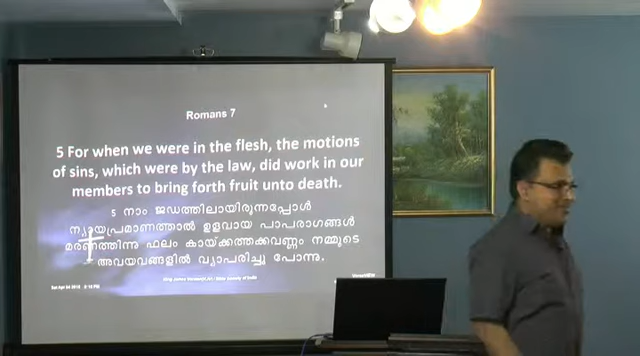 Romans 7
5 For when we were in the flesh, the motions
of sins, which were by the law, did work in our
members to bring forth fruit unto death.
5 നാം ജഡത്തിലായിരുന്നപ്പോൾ
ന്യായപ്രമാണത്താൽ ഉളവായ പാപരാഗങ്ങൾ
മരണത്തിന്നു ഫലം കായ്ക്കത്തക്കവണ്ണം നമ്മുടെ
അവയവങ്ങളിൽ വ്യാപരിച്ചു പോന്നു.